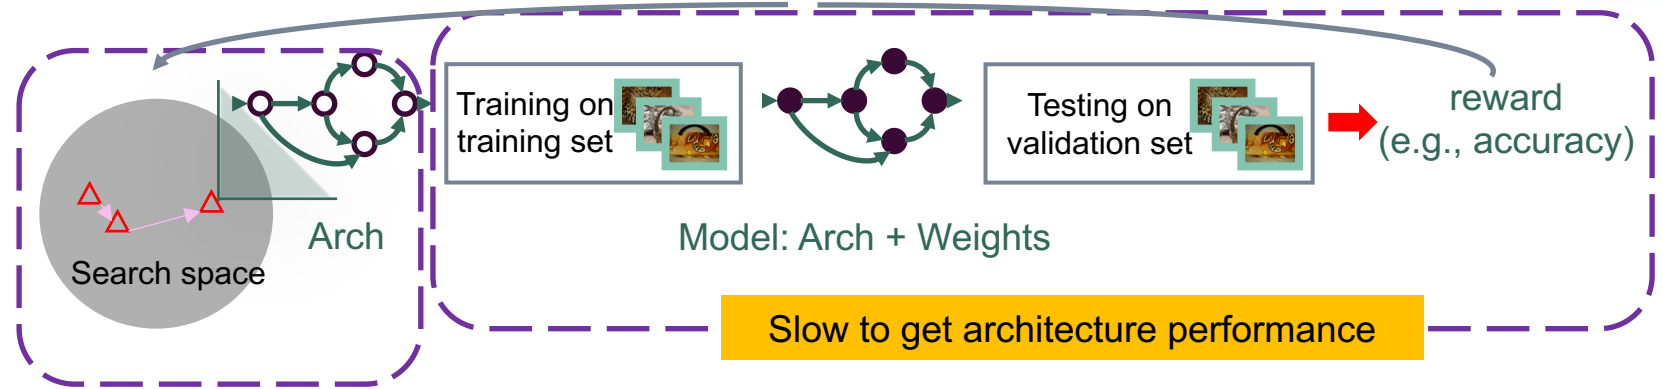 Search space
Arch
Training on
training set
Model: Arch + Weights
Testing on
validation set
reward
(e.g., accuracy)
Slow to get architecture performance